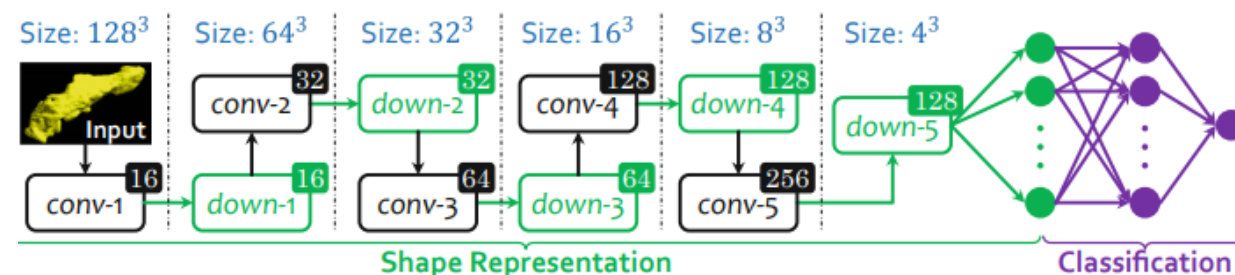 Size: 128³ Size: 64³ Size: 32³ Size: 16³ Size: 8³ Size: 4³
32 32 128 128
conv-2 down-2 conv-4 down-4 128
Input down-5
16 16 64 64 256
conv-1 down-1 conv-3 down-3 conv-5
Shape Representation Classification